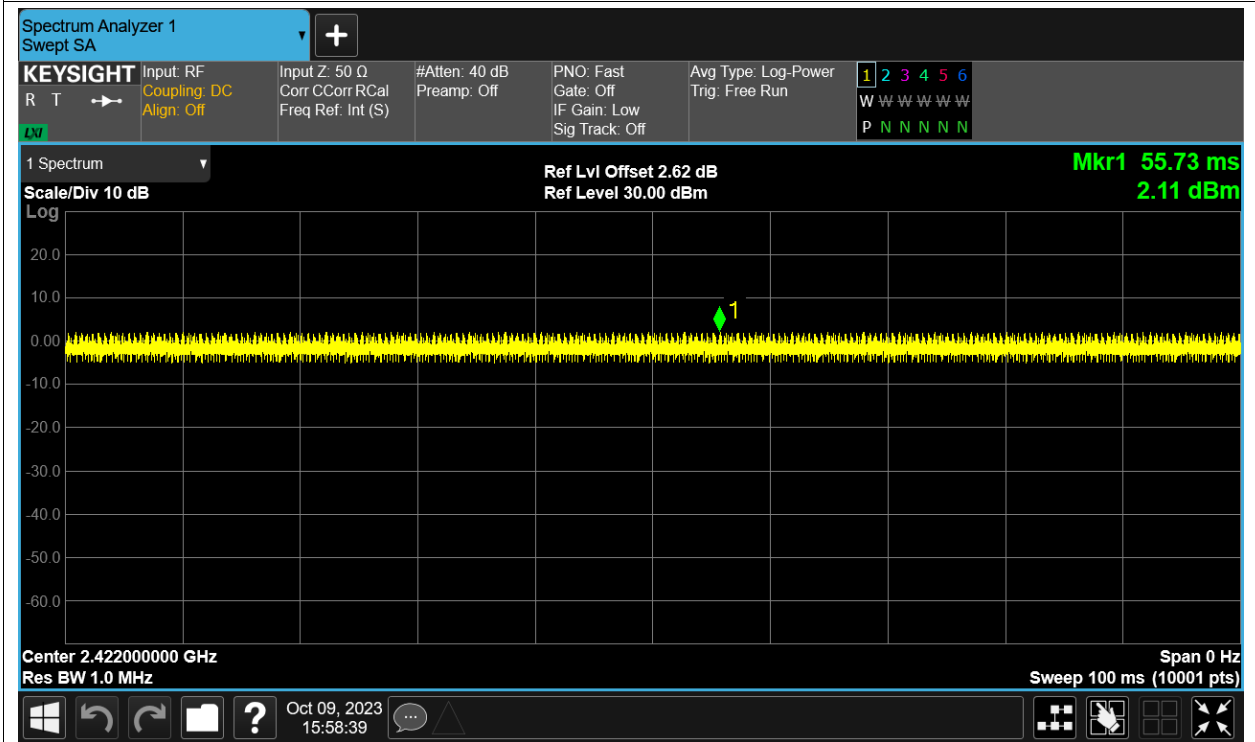 Spectrum Analyzer 1
Swept SA
KEYSIGHT
R T
LXI
Input: RF
Coupling: DC
Align: Off
Input Z: 50 Ω
Corr CCorr RCal
Freq Ref: Int (S)
#Atten: 40 dB
Preamp: Off
PNO: Fast
Gate: Off
IF Gain: Low
Sig Track: Off
Avg Type: Log-Power
Trig: Free Run
1 2 3 4 5 6
W W W W W W
P N N N N N
1 Spectrum
Scale/Div 10 dB
Ref Lvl Offset 2.62 dB
Ref Level 30.00 dBm
Mkr1 55.73 ms
2.11 dBm
Log
20.0
10.0
1
0.00
-10.0
-20.0
-30.0
-40.0
-50.0
-60.0
Center 2.422000000 GHz
Res BW 1.0 MHz
Span 0 Hz
Sweep 100 ms (10001 pts)
?
Oct 09, 2023
15:58:39